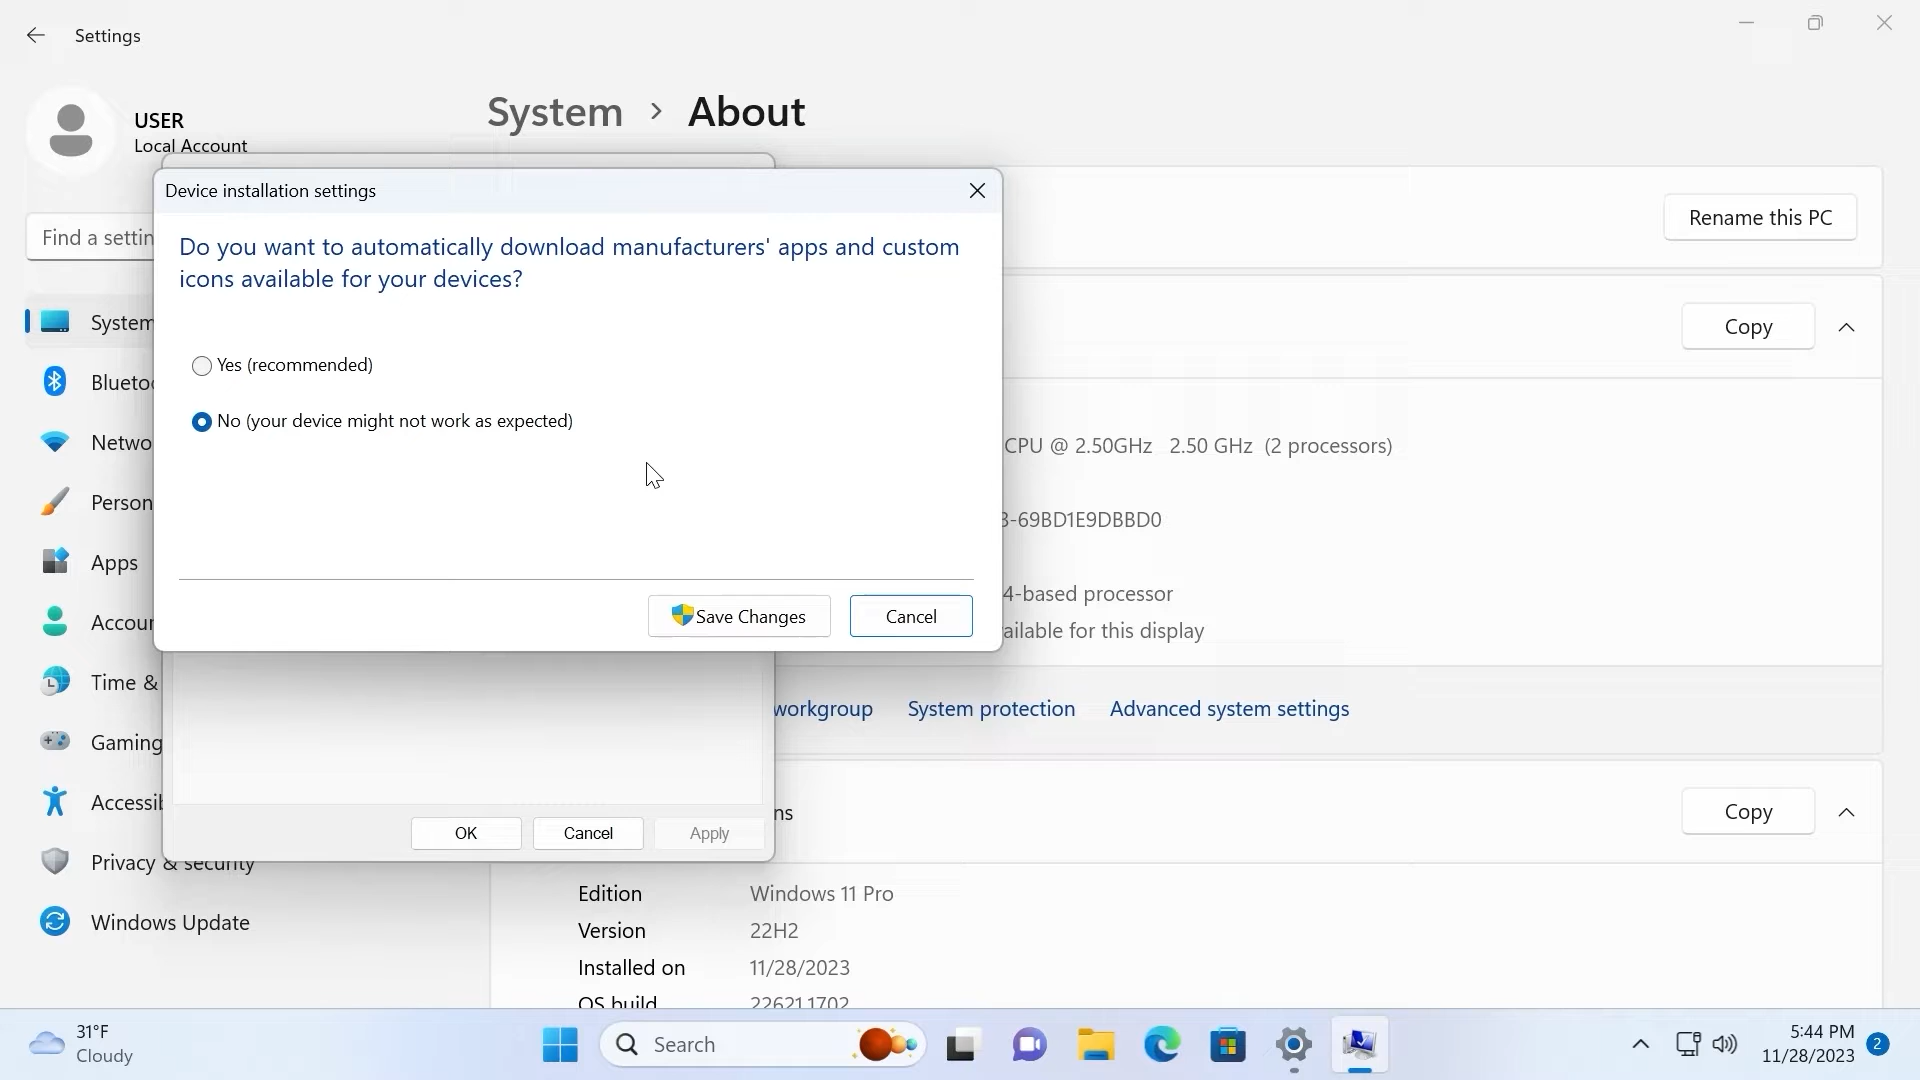 Settings
USER
Local Account
System > About
Device installation settings
Do you want to automatically download manufacturers' apps and custom
icons available for your devices?
Yes (recommended)
No (your device might not work as expected)
Save Changes
Cancel
Rename this PC
Find a settin
Copy
System
Bluetoo
CPU @ 2.50GHz 2.50 GHz (2 processors)
Netwo
Person
3-69BD1E9DBBD0
Apps
4-based processor
Accour
ailable for this display
Time &
workgroup
System protection
Advanced system settings
Gaming
Accessib
ns
Copy
OK
Cancel
Apply
Privacy & security
Edition
Windows 11 Pro
Windows Update
Version
22H2
Installed on
11/28/2023
OS build
22621.1702
31°F
Cloudy
Search
5:44 PM
11/28/2023
2